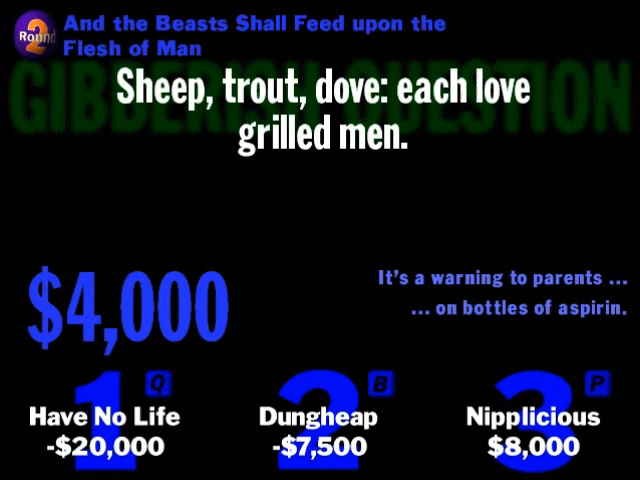 Round 2
And the Beasts Shall Feed upon the
Flesh of Man
GIBBERISH QUESTION
Sheep, trout, dove: each love
grilled men.
$4,000
It's a warning to parents ...
... on bottles of aspirin.
1 Q
2 B
3 P
Have No Life
Dungheap
Nipplicious
-$20,000
-$7,500
$8,000